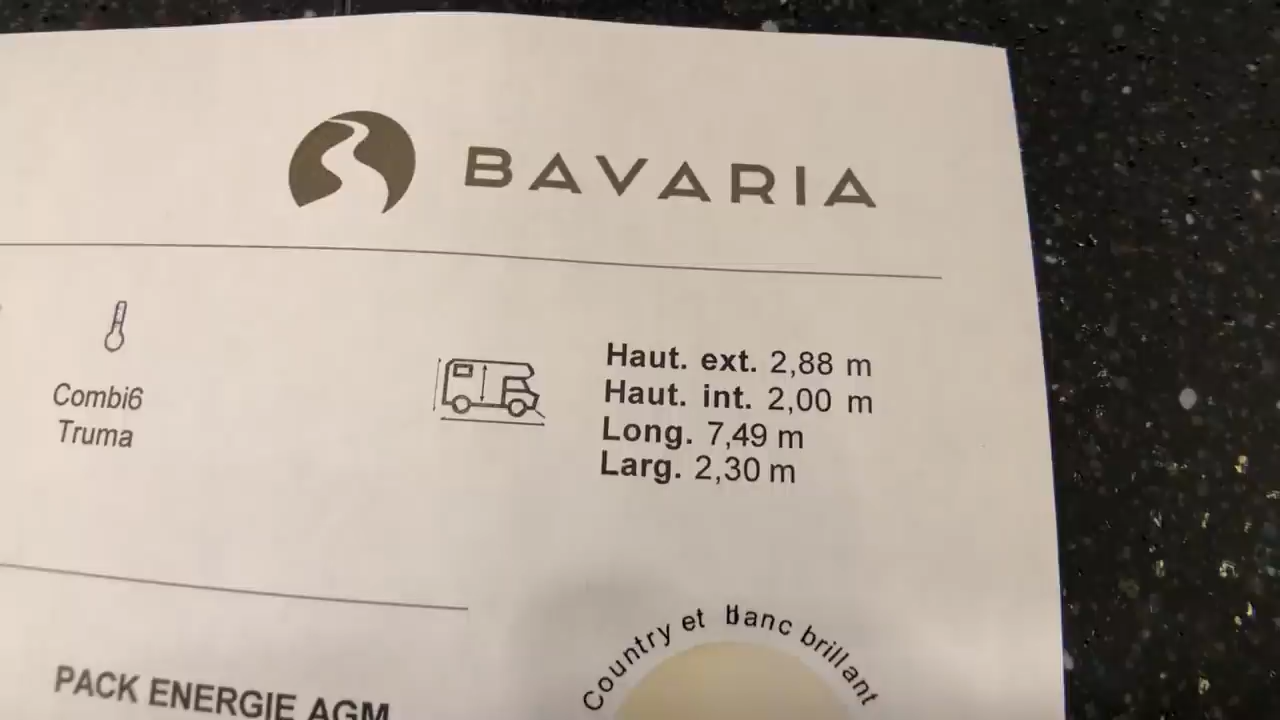 BAVARIA
Combi6
Truma
Haut. ext. 2,88 m
Haut. int. 2,00 m
Long. 7,49 m
Larg. 2,30 m
PACK ENERGIE AGM
Country et blanc brillant